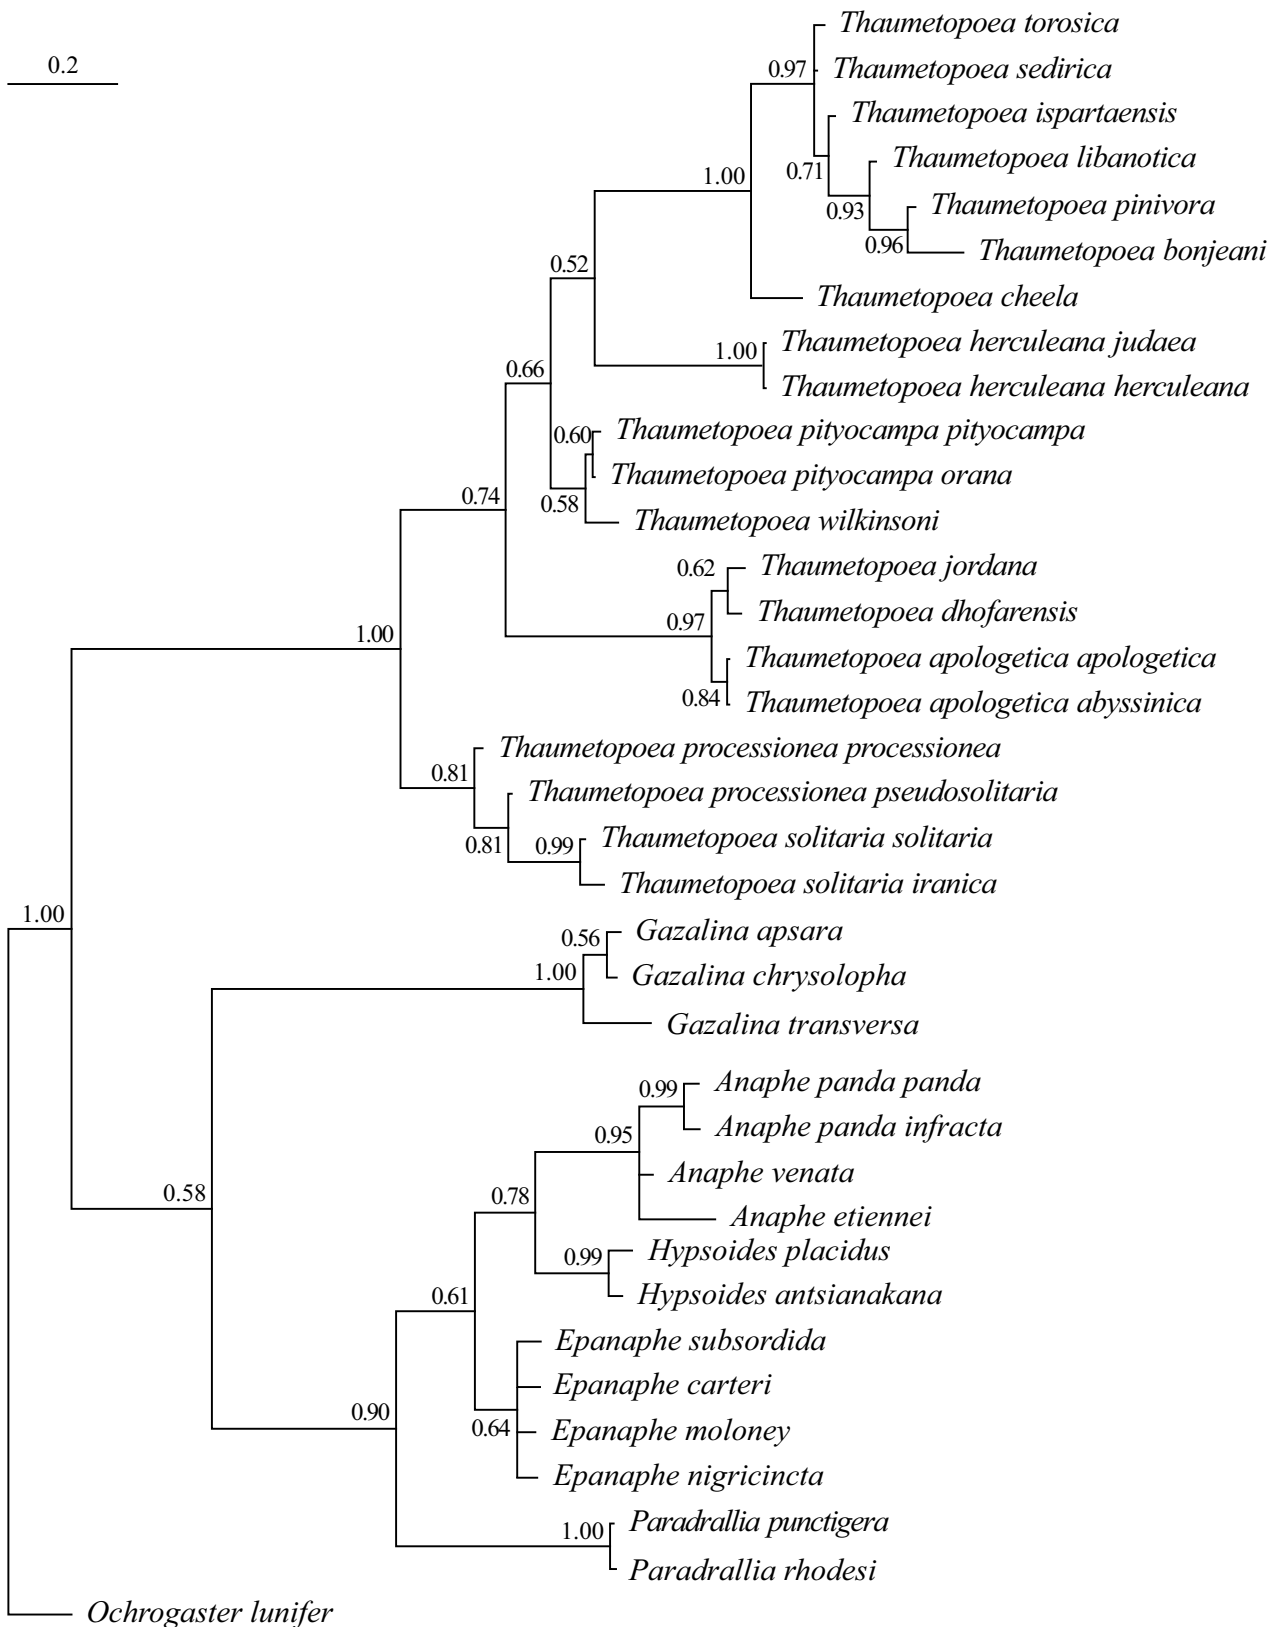 Thaumetopoea torosica
0.2
0.97
Thaumetopoea sedirica
Thaumetopoea ispartaensis
Thaumetopoea libanotica
0.71
1.00
Thaumetopoea pinivora
0.93
0.96
Thaumetopoea bonjeani
0.52
Thaumetopoea cheela
Thaumetopoea herculeana judaea
1.00
0.66
Thaumetopoea herculeana herculeana
Thaumetopoea pityocampa pityocampa
0.60
Thaumetopoea pityocampa orana
0.74
0.58
Thaumetopoea wilkinsoni
0.62
Thaumetopoea jordana
Thaumetopoea dhofarensis
0.97
1.00
Thaumetopoea apologetica apologetica
0.84
Thaumetopoea apologetica abyssinica
Thaumetopoea processionea processionea
0.81
Thaumetopoea processionea pseudosolitaria
Thaumetopoea solitaria solitaria
0.81
0.99
Thaumetopoea solitaria iranica
1.00
Gazalina apsara
0.56
1.00
Gazalina chrysolopha
Gazalina transversa
Anaphe panda panda
0.99
Anaphe panda infracta
0.95
Anaphe venata
0.58
0.78
Anaphe etiennei
Hypsoides placidus
0.99
Hypsoides antsianakana
0.61
Epanaphe subsordida
Epanaphe carteri
0.90
0.64
Epanaphe moloney
Epanaphe nigricincta
Paradrallia punctigera
1.00
Paradrallia rhodesi
Ochrogaster lunifer